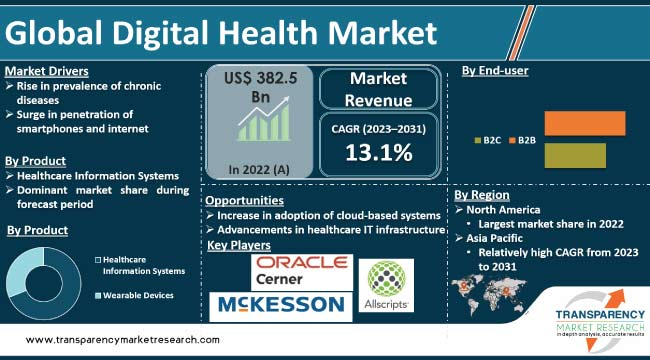 Global Digital Health Market
Market Drivers
➢ Rise in prevalence of chronic
diseases
➢ Surge in penetration of
smartphones and internet
By Product
➢ Healthcare Information Systems
➢ Dominant market share during
forecast period
By Product
Healthcare
Information Systems
Wearable Devices
US$ 382.5
Bn
In 2022 (A)
Market
Revenue
CAGR (2023–2031)
13.1%
Opportunities
➢ Increase in adoption of cloud-based systems
➢ Advancements in healthcare IT infrastructure
Key Players
ORACLE
Cerner
MCKESSON
Allscripts
By End-user
B2C B2B
By Region
➢ North America
• Largest market share in 2022
➢ Asia Pacific
• Relatively high CAGR from 2023
to 2031
TRANSPARENCY
MARKET RESEARCH
in-depth analysis, accurate results
www.transparencymarketresearch.com